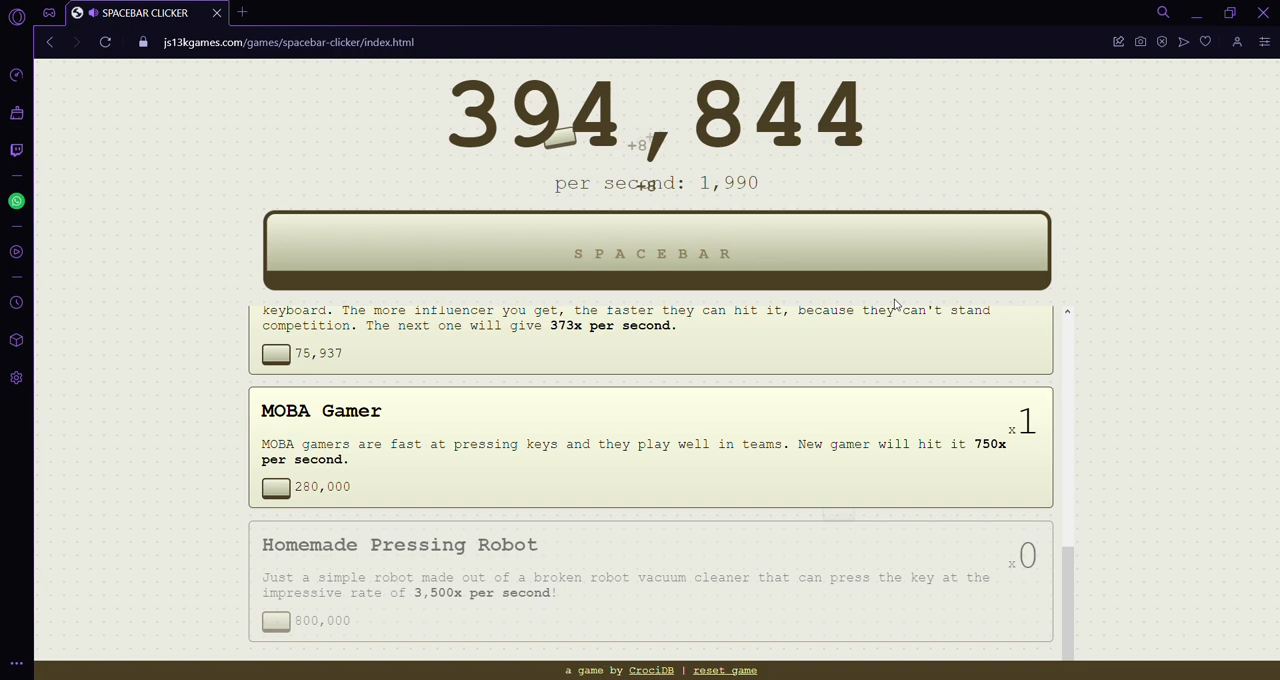 SPACEBAR CLICKER
js13kgames.com/games/spacebar-clicker/index.html
394,844
+8
per second: 1,990
+8
SPACEBAR
keyboard. The more influencer you get, the faster they can hit it, because they can't stand
competition. The next one will give 373x per second.
75,937
MOBA Gamer
x1
MOBA gamers are fast at pressing keys and they play well in teams. New gamer will hit it 750x
per second.
280,000
Homemade Pressing Robot
x0
Just a simple robot made out of a broken robot vacuum cleaner that can press the key at the
impressive rate of 3,500x per second!
800,000
a game by CrociDB | reset game